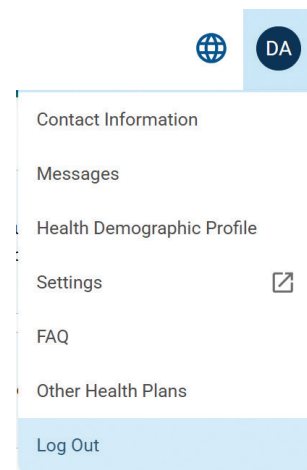 DA
Contact Information
Messages
Health Demographic Profile
Settings
FAQ
Other Health Plans
Log Out